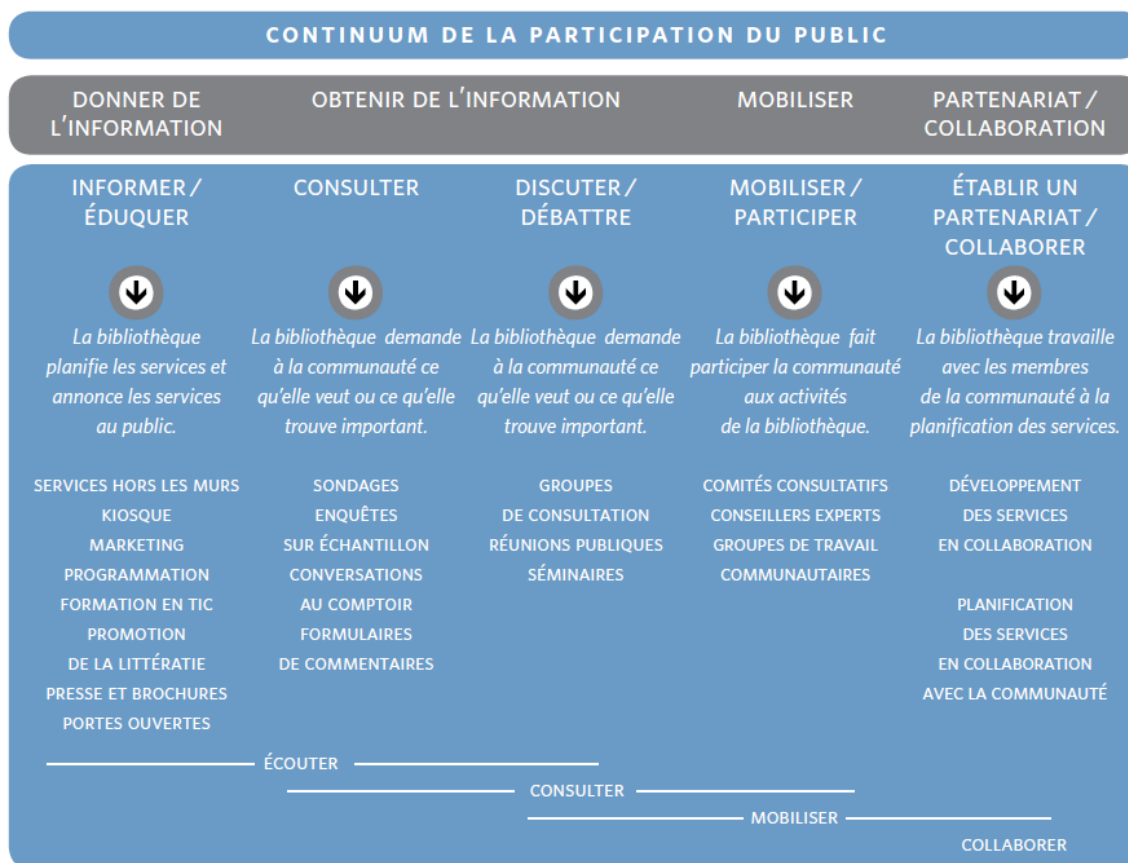 CONTINUUM DE LA PARTICIPATION DU PUBLIC
DONNER DE
L'INFORMATION
OBTENIR DE L'INFORMATION
MOBILISER
PARTENARIAT /
COLLABORATION
INFORMER /
ÉDUQUER
La bibliothèque
planifie les services et
annonce les services
au public.
SERVICES HORS LES MURS
KIOSQUE
MARKETING
PROGRAMMATION
FORMATION EN TIC
PROMOTION
DE LA LITTÉRATIE
PRESSE ET BROCHURES
PORTES OUVERTES
CONSULTER
La bibliothèque demande
à la communauté ce
qu'elle veut ou ce qu'elle
trouve important.
SONDAGES
ENQUÊTES
SUR ÉCHANTILLON
CONVERSATIONS
AU COMPTOIR
FORMULAIRES
DE COMMENTAIRES
DISCUTER /
DÉBATTRE
La bibliothèque demande
à la communauté ce
qu'elle veut ou ce qu'elle
trouve important.
GROUPES
DE CONSULTATION
RÉUNIONS PUBLIQUES
SÉMINAIRES
MOBILISER /
PARTICIPER
La bibliothèque fait
participer la communauté
aux activités
de la bibliothèque.
COMITÉS CONSULTATIFS
CONSEILLERS EXPERTS
GROUPES DE TRAVAIL
COMMUNAUTAIRES
ÉTABLIR UN
PARTENARIAT /
COLLABORER
La bibliothèque travaille
avec les membres
de la communauté à la
planification des services.
DÉVELOPPEMENT
DES SERVICES
EN COLLABORATION
PLANIFICATION
DES SERVICES
EN COLLABORATION
AVEC LA COMMUNAUTÉ
ÉCOUTER
CONSULTER
MOBILISER
COLLABORER